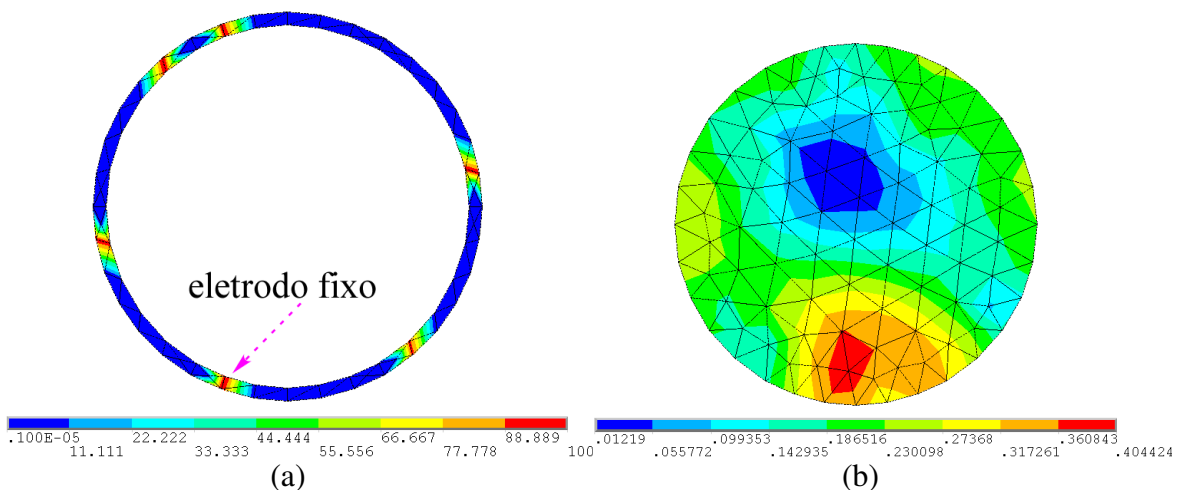 eletrodo fixo
.100E-05 22.222 44.444 66.667 88.889
11.111 33.333 55.556 77.778 100
.01219 .099353 .186516 .27368 .360843
.055772 .142935 .230098 .317261 .404424
(a) (b)